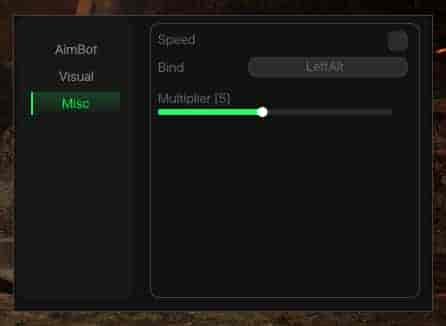 AimBot
Visual
Misc
Speed
Bind
LeftAlt
Multiplier [5]